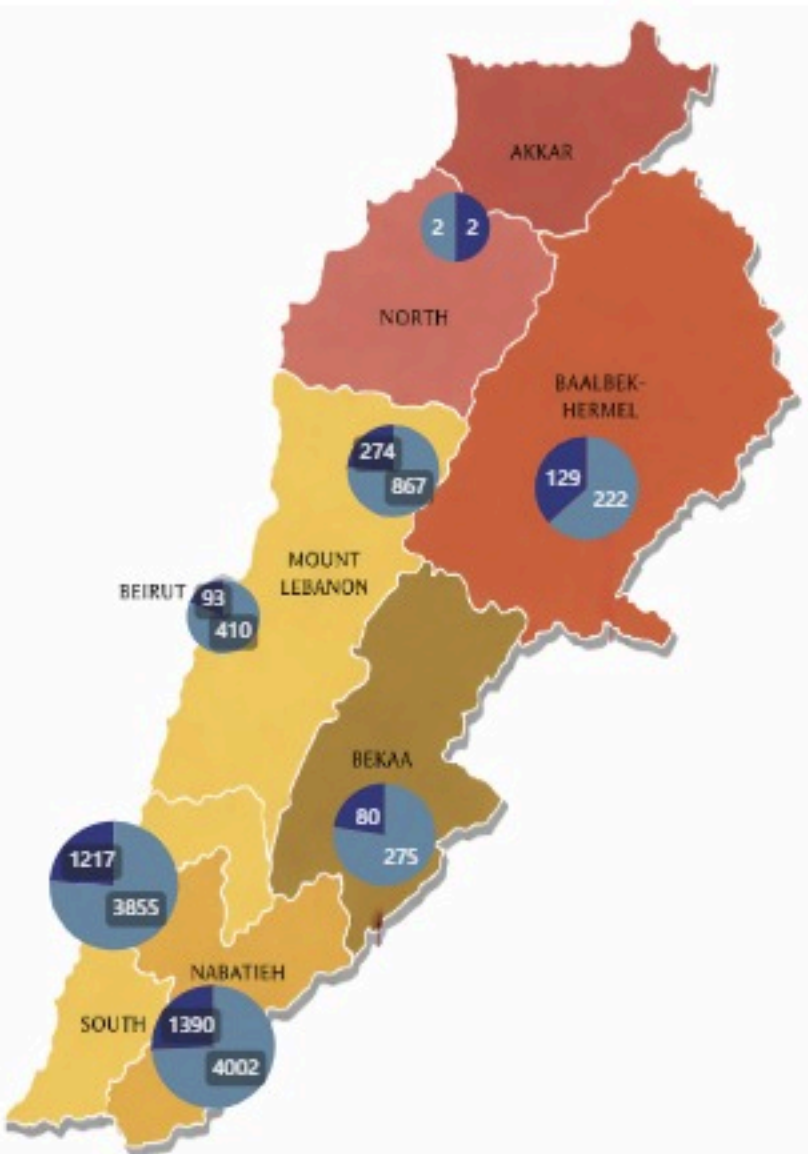 AKKAR
2 2
NORTH
BAALBEK-
HERMEL
274
867
129
222
MOUNT
LEBANON
BEIRUT
93
410
BEKAA
80
275
1217
3855
NABATIEH
SOUTH
1390
4002